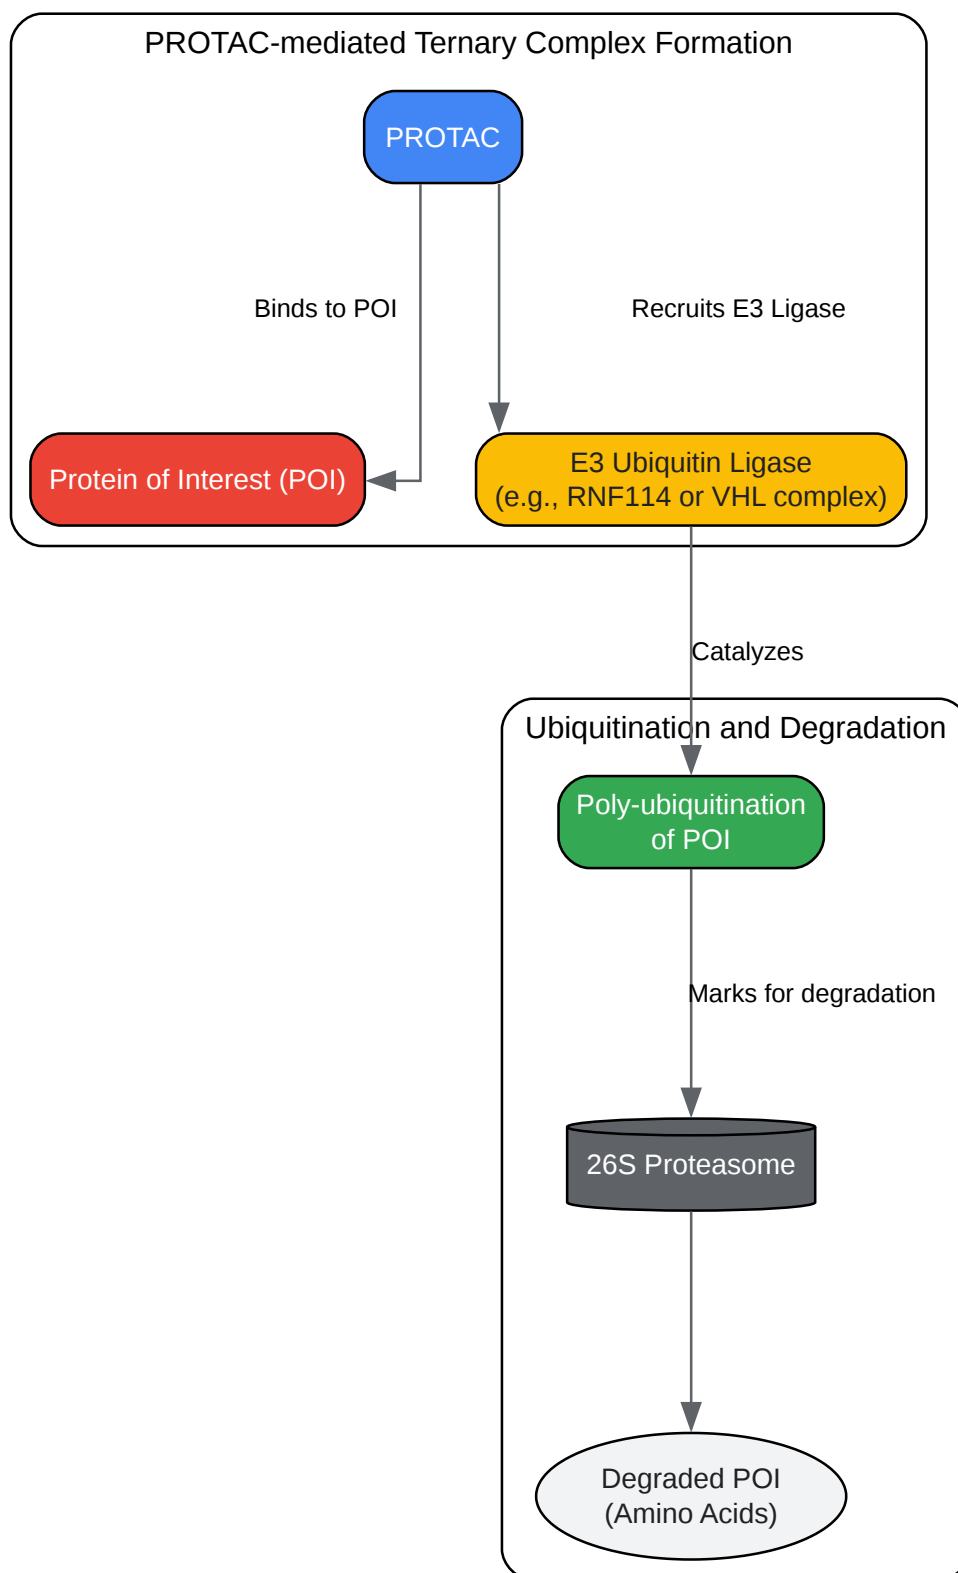 PROTAC-mediated Ternary Complex Formation
PROTAC
Binds to POI
Recruits E3 Ligase
Protein of Interest (POI)
E3 Ubiquitin Ligase
(e.g., RNF114 or VHL complex)
Catalyzes
Ubiquitination and Degradation
Poly-ubiquitination
of POI
Marks for degradation
26S Proteasome
Degraded POI
(Amino Acids)